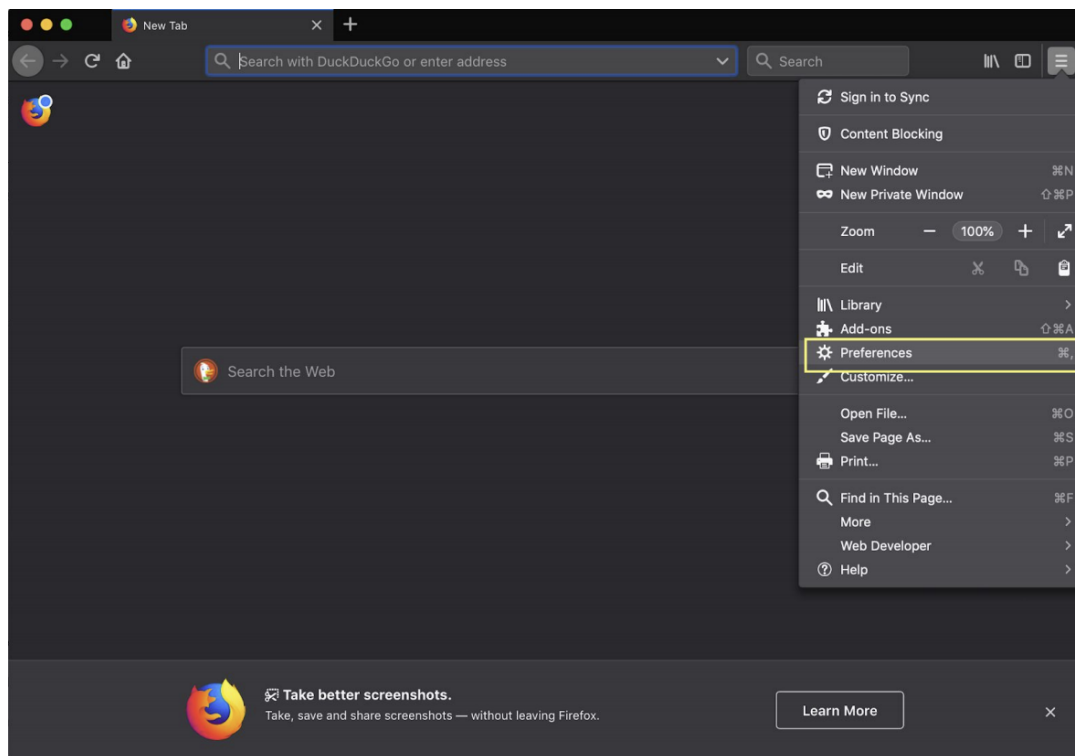 New Tab
Search with DuckDuckGo or enter address
Search
Sign in to Sync
Content Blocking
New Window ⌘N
New Private Window ⇧⌘P
Zoom − 100% +
Edit
Library
Add-ons ⇧⌘A
Preferences ⌘,
Customize...
Open File... ⌘O
Save Page As... ⌘S
Print... ⌘P
Find in This Page... ⌘F
More
Web Developer
Help
Search the Web
Take better screenshots.
Take, save and share screenshots — without leaving Firefox.
Learn More